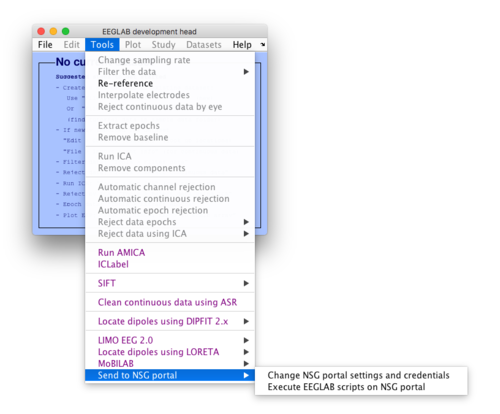 EEGLAB development head
File Edit Tools Plot Study Datasets Help
No cu
Suggeste
- Create
Use "
Or "
(find
- If new
"Edit
"File
- Filter
- Reject
- Run IC
- Reject
- Epoch
- Plot E
Change sampling rate
Filter the data
Re-reference
Interpolate electrodes
Reject continuous data by eye
Extract epochs
Remove baseline
Run ICA
Remove components
Automatic channel rejection
Automatic continuous rejection
Automatic epoch rejection
Reject data epochs
Reject data using ICA
Run AMICA
ICLabel
SIFT
Clean continuous data using ASR
Locate dipoles using DIPFIT 2.x
LIMO EEG 2.0
Locate dipoles using LORETA
MoBILAB
Send to NSG portal
Change NSG portal settings and credentials
Execute EEGLAB scripts on NSG portal